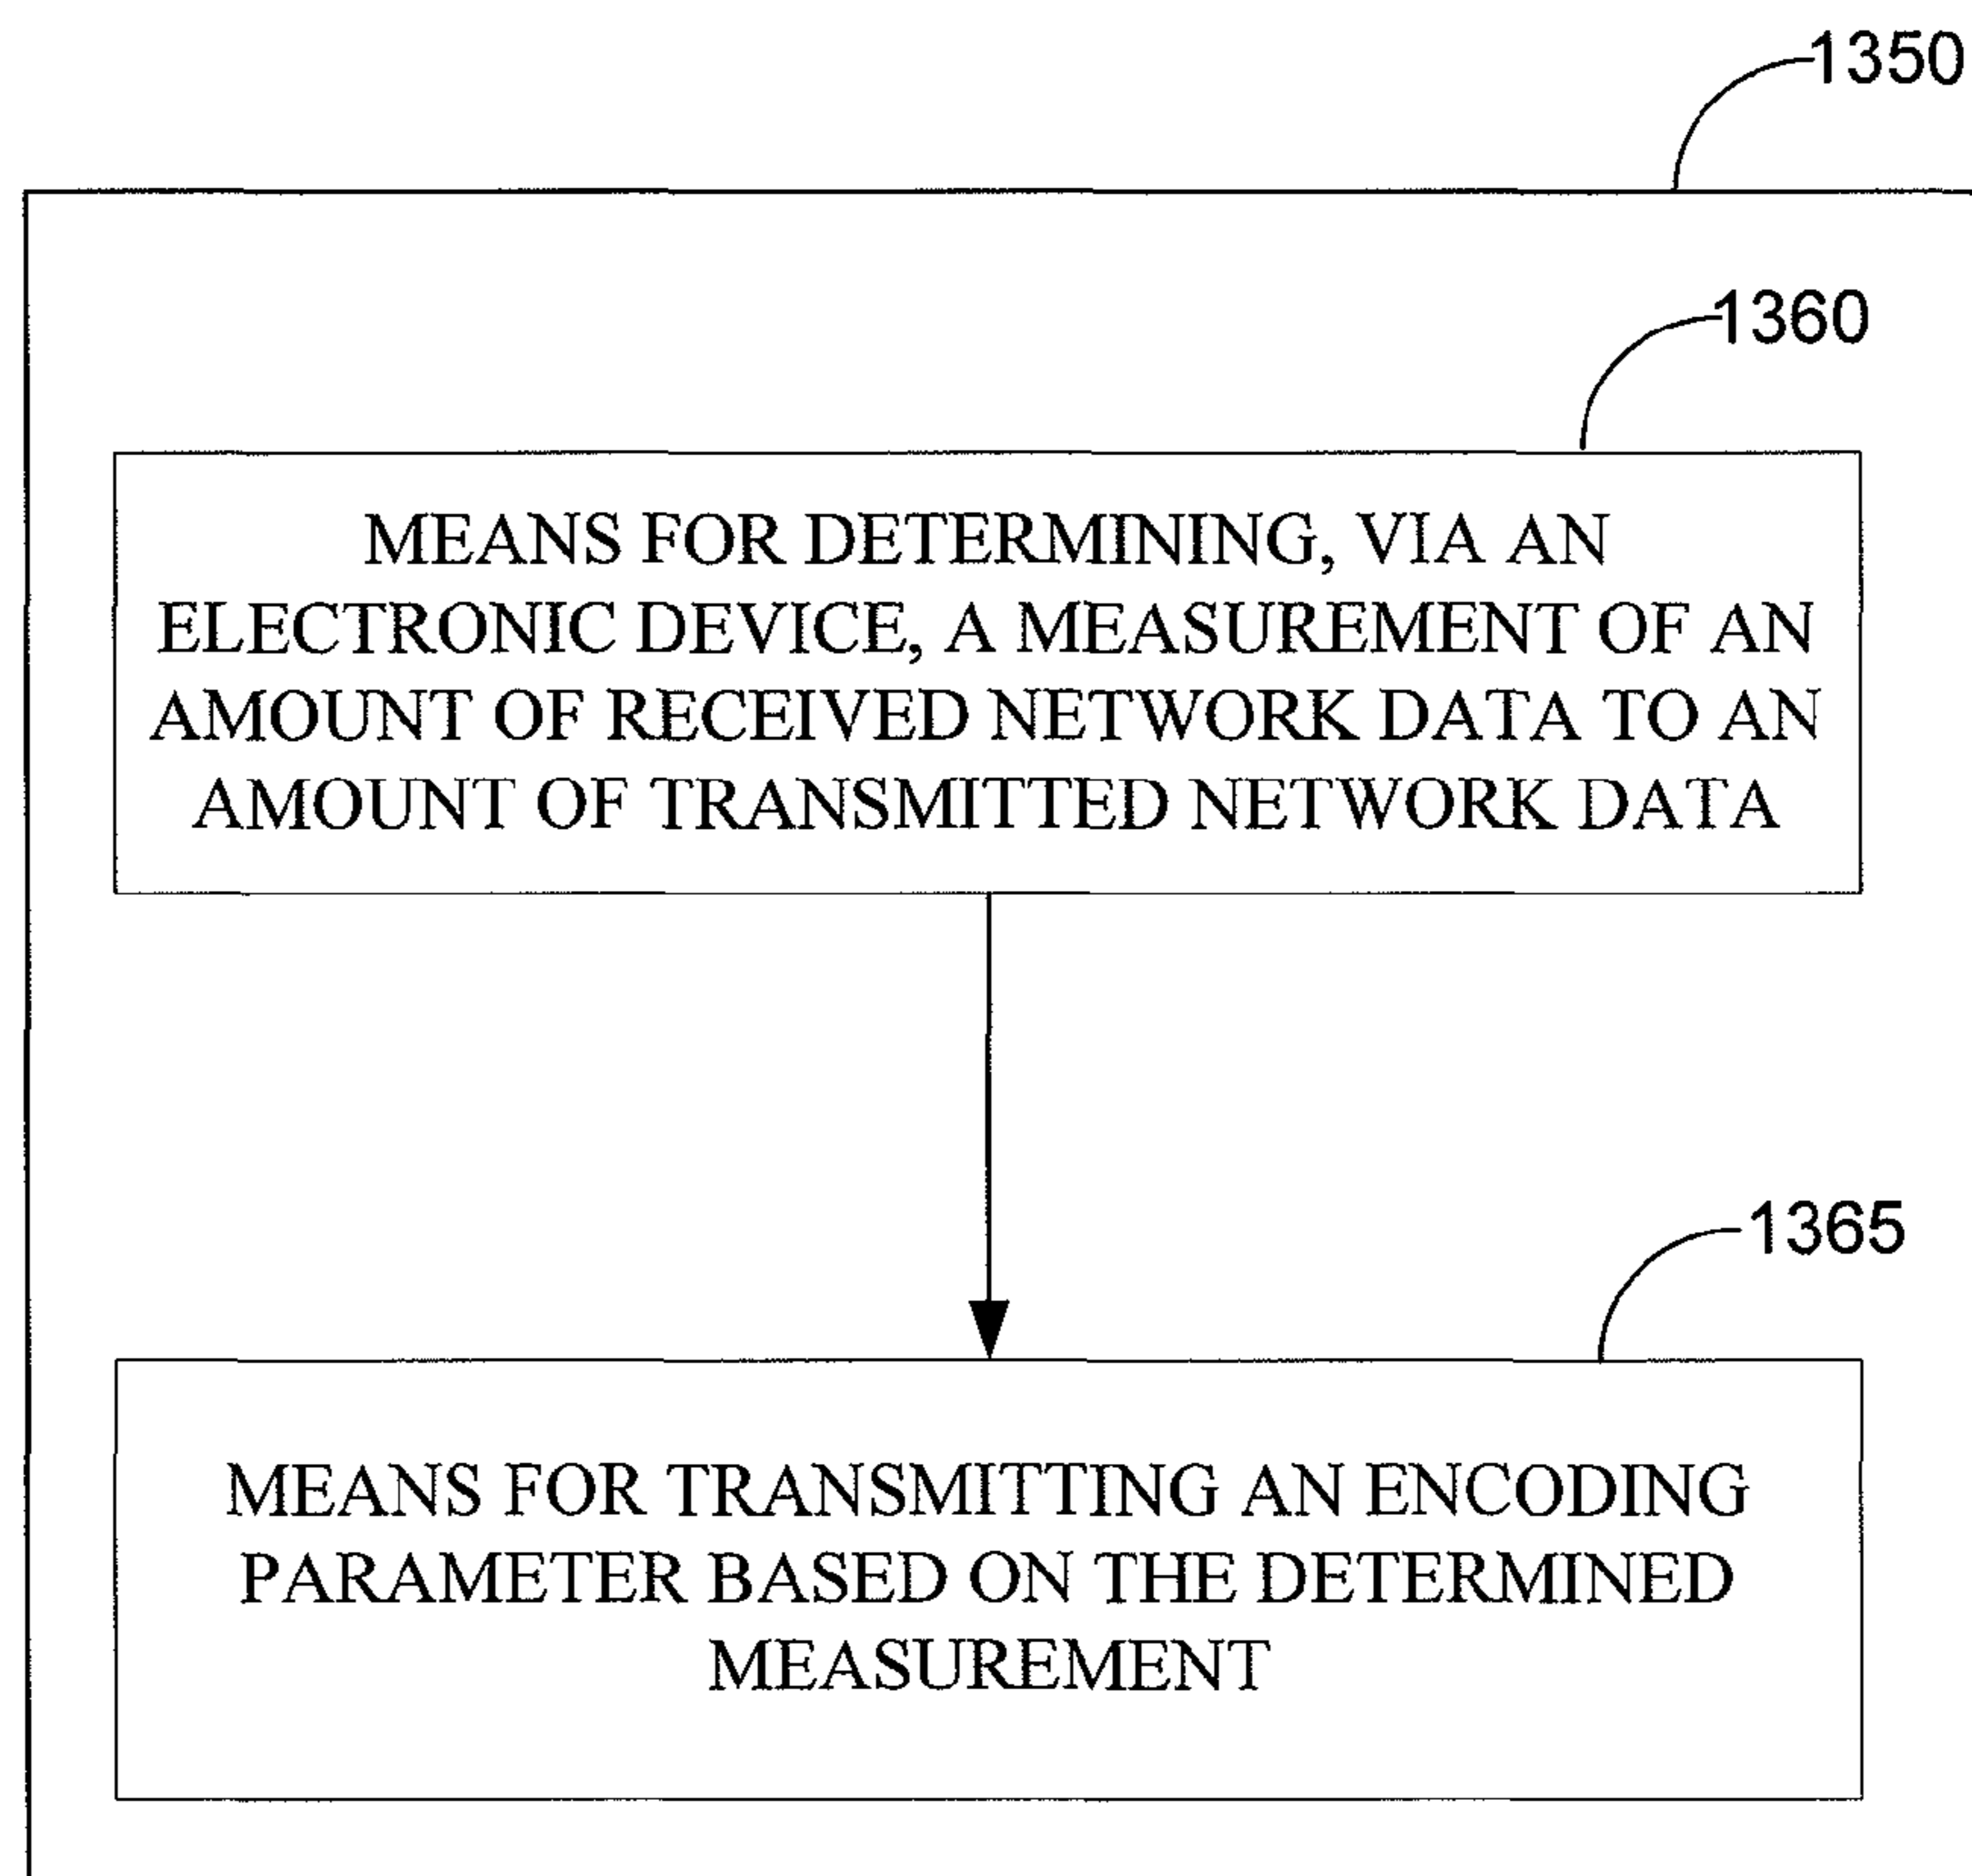 1350
1360
MEANS FOR DETERMINING, VIA AN
ELECTRONIC DEVICE, A MEASUREMENT OF AN
AMOUNT OF RECEIVED NETWORK DATA TO AN
AMOUNT OF TRANSMITTED NETWORK DATA
1365
MEANS FOR TRANSMITTING AN ENCODING
PARAMETER BASED ON THE DETERMINED
MEASUREMENT